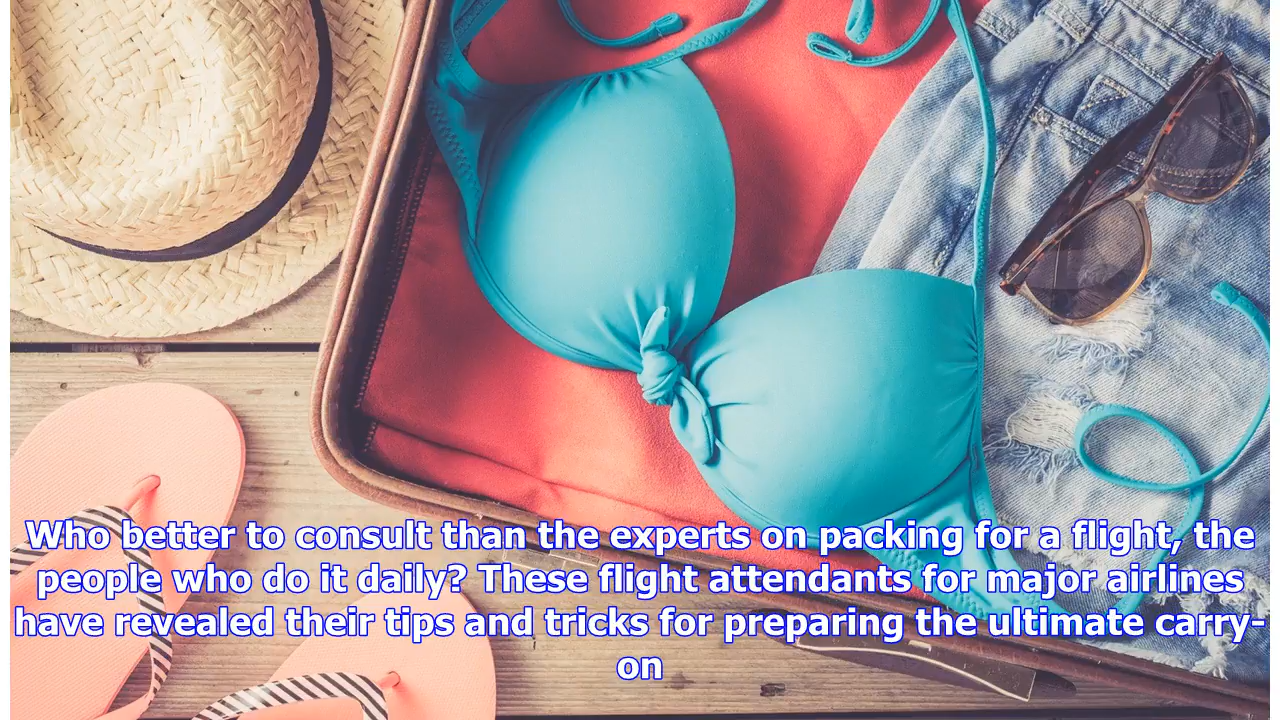 Who better to consult than the experts on packing for a flight, the
people who do it daily? These flight attendants for major airlines
have revealed their tips and tricks for preparing the ultimate carry-
on